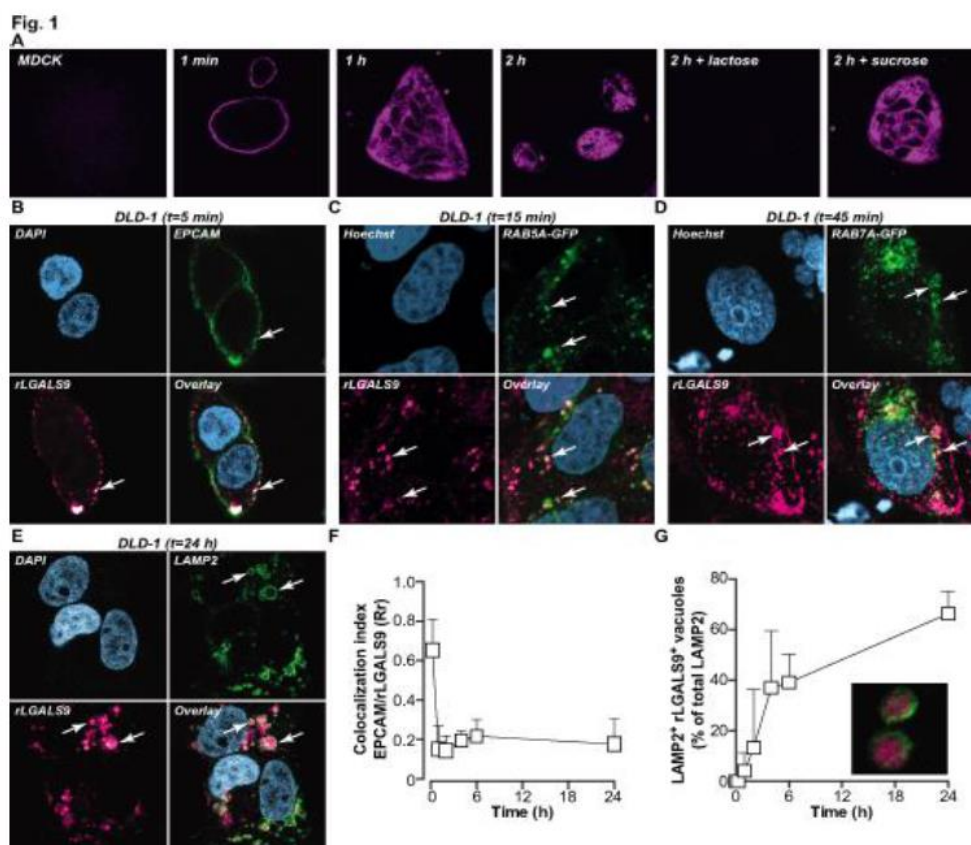 Fig. 1
A
MDCK
1 min
1 h
2 h
2 h + lactose
2 h + sucrose
B
DLD-1 (t=5 min)
DAPI
EPCAM
rLGALS9
Overlay
C
DLD-1 (t=15 min)
Hoechst
RAB5A-GFP
rLGALS9
Overlay
D
DLD-1 (t=45 min)
Hoechst
RAB7A-GFP
rLGALS9
Overlay
E
DLD-1 (t=24 h)
DAPI
LAMP2
rLGALS9
Overlay
F
Colocalization index
EPCAM/rLGALS9 (Rr)
1.0
0.8
0.6
0.4
0.2
0
0
6
12
18
24
Time (h)
G
LAMP2+ rLGALS9+ vacuoles
(% of total LAMP2)
80
60
40
20
0
0
6
12
18
24
Time (h)